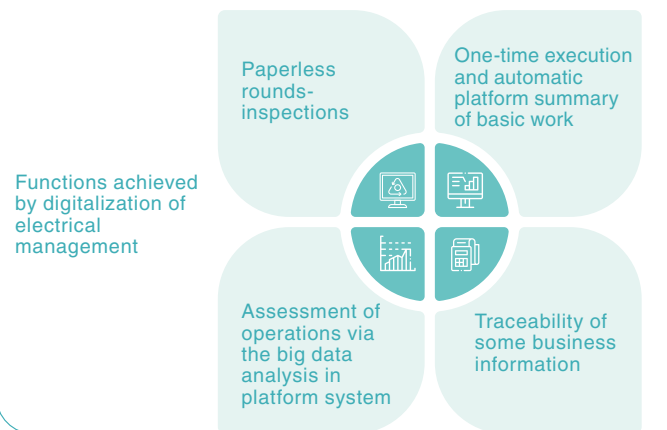 Functions achieved
by digitalization of
electrical
management
Paperless
rounds-
inspections
One-time execution
and automatic
platform summary
of basic work
Assessment of
operations via
the big data
analysis in
platform system
Traceability of
some business
information